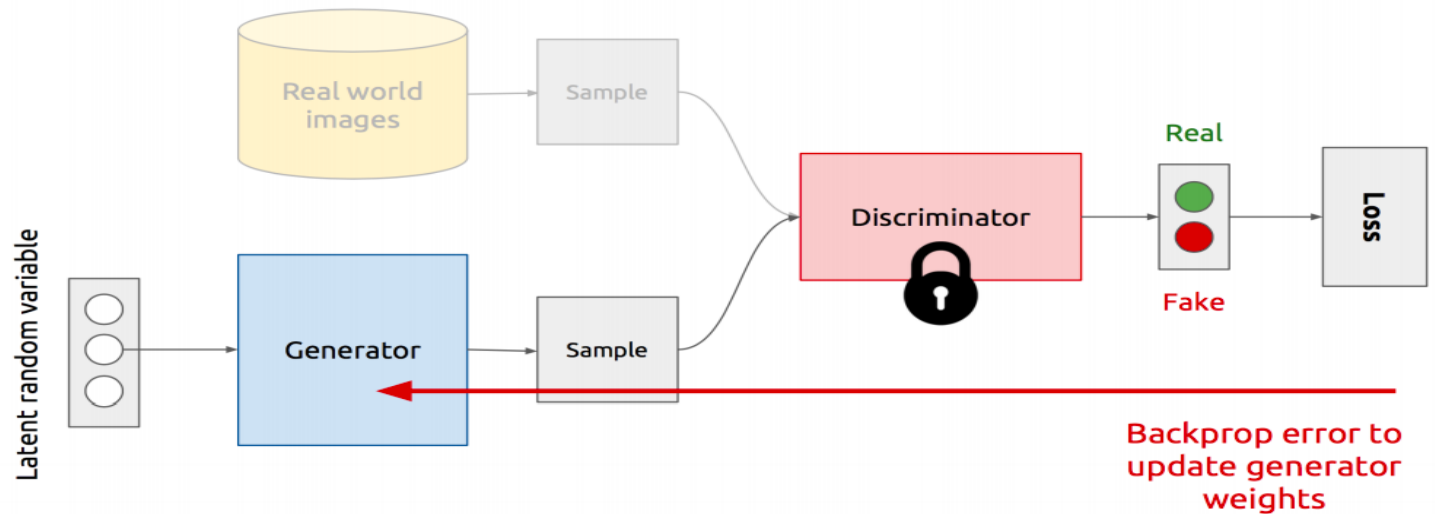 Real world
images
Sample
Real
Discriminator
Loss
Latent random variable
Generator
Sample
Fake
Backprop error to
update generator
weights